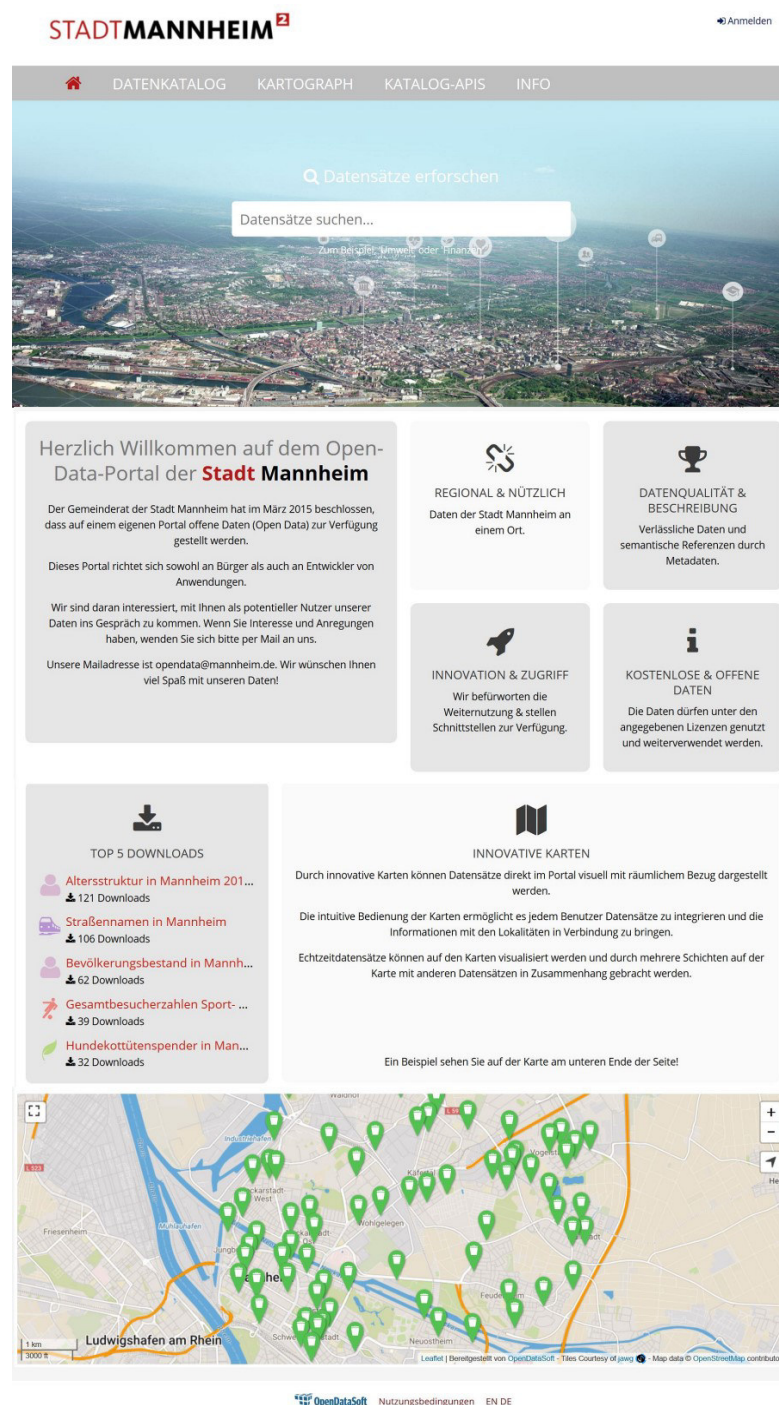 STADTMANNHEIM²
Anmelden
DATENKATALOG KARTOGRAPH KATALOG-APIS INFO
Datensätze erforschen
Datensätze suchen...
Zum Beispiel, 'Umwelt' oder 'Finanzen'
Herzlich Willkommen auf dem Open-
Data-Portal der Stadt Mannheim
Der Gemeinderat der Stadt Mannheim hat im März 2015 beschlossen,
dass auf einem eigenen Portal offene Daten (Open Data) zur Verfügung
gestellt werden.
Dieses Portal richtet sich sowohl an Bürger als auch an Entwickler von
Anwendungen.
Wir sind daran interessiert, mit Ihnen als potentieller Nutzer unserer
Daten ins Gespräch zu kommen. Wenn Sie Interesse und Anregungen
haben, wenden Sie sich bitte per Mail an uns.
Unsere Mailadresse ist opendata@mannheim.de. Wir wünschen Ihnen
viel Spaß mit unseren Daten!
REGIONAL & NÜTZLICH
Daten der Stadt Mannheim an
einem Ort.
DATENQUALITÄT &
BESCHREIBUNG
Verlässliche Daten und
semantische Referenzen durch
Metadaten.
INNOVATION & ZUGRIFF
Wir befürworten die
Weiternutzung & stellen
Schnittstellen zur Verfügung.
KOSTENLOSE & OFFENE
DATEN
Die Daten dürfen unter den
angegebenen Lizenzen genutzt
und weiterverwendet werden.
TOP 5 DOWNLOADS
Altersstruktur in Mannheim 201...
121 Downloads
Straßennamen in Mannheim
106 Downloads
Bevölkerungsbestand in Mannh...
62 Downloads
Gesamtbesucherzahlen Sport- ...
39 Downloads
Hundekottütenspender in Man...
32 Downloads
INNOVATIVE KARTEN
Durch innovative Karten können Datensätze direkt im Portal visuell mit räumlichem Bezug dargestellt
werden.
Die intuitive Bedienung der Karten ermöglicht es jedem Benutzer Datensätze zu integrieren und die
Informationen mit den Lokalitäten in Verbindung zu bringen.
Echtzeitdatensätze können auf den Karten visualisiert werden und durch mehrere Schichten auf der
Karte mit anderen Datensätzen in Zusammenhang gebracht werden.
Ein Beispiel sehen Sie auf der Karte am unteren Ende der Seite!
Waldhof
+
-
Industriehafen
L 523
Friesenheim
Mühlauhafen
Wohlgelegen
Neuostheim
Ludwigshafen am Rhein
1 km
3000 ft
Leaflet | Bereitgestellt von OpenDataSoft - Tiles Courtesy of jawg - Map data © OpenStreetMap contributo
OpenDataSoft Nutzungsbedingungen EN DE